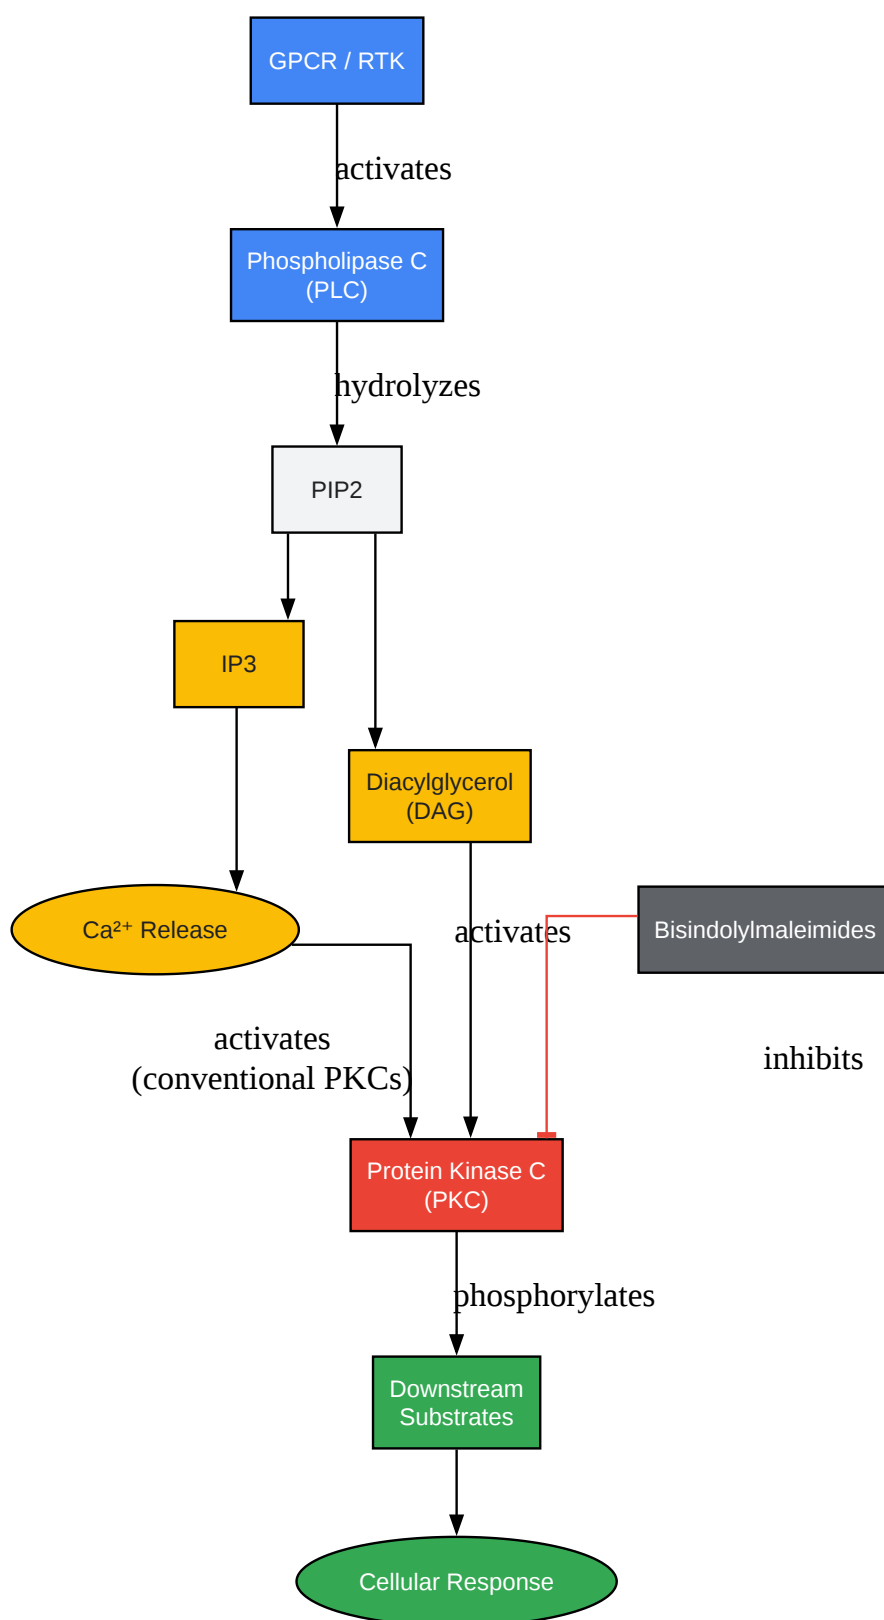 GPCR / RTK
activates
Phospholipase C
(PLC)
hydrolyzes
PIP2
IP3
Diacylglycerol
(DAG)
Ca²⁺ Release
activates
Bisindolylmaleimides
activates
(conventional PKCs)
inhibits
Protein Kinase C
(PKC)
phosphorylates
Downstream
Substrates
Cellular Response